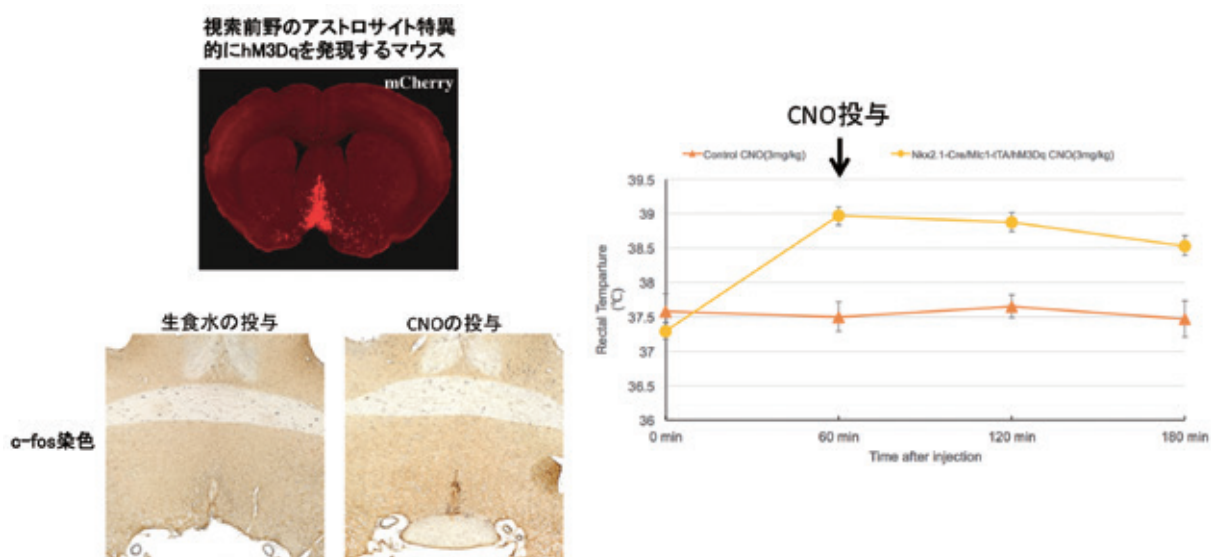 視索前野のアストロサイト特異
的にhM3Dqを発現するマウス
mCherry
生食水の投与
CNOの投与
c-fos染色
CNO投与
Control CNO(3mg/kg)
Nkx2.1-Cre/Mlc1-tTA/hM3Dq CNO(3mg/kg)
39.5
39
38.5
38
37.5
37
36.5
36
Rectal Temparture
(℃)
0 min
60 min
120 min
180 min
Time after injection